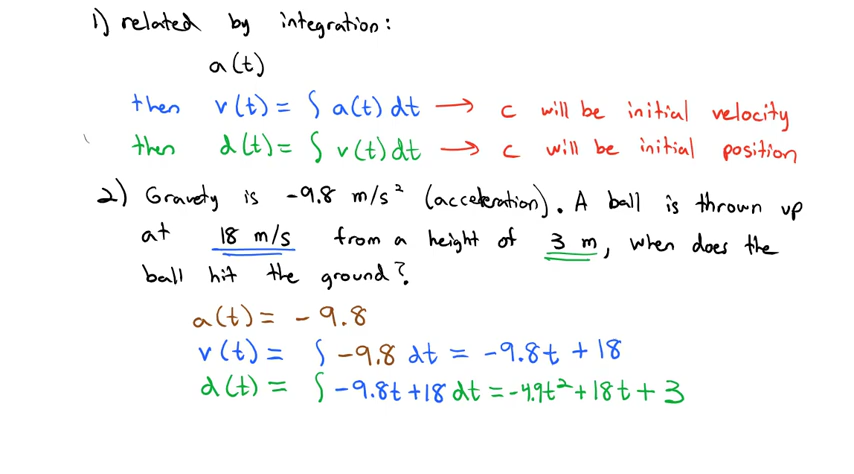 1) related by integration:
a(t)
then v(t) = ∫ a(t) dt → c will be initial velocity
then d(t) = ∫ v(t) dt → c will be initial position
2) Gravity is -9.8 m/s² (acceleration). A ball is thrown up
at 18 m/s from a height of 3 m, when does the
ball hit the ground?
a(t) = -9.8
v(t) = ∫ -9.8 dt = -9.8t + 18
d(t) = ∫ -9.8t + 18 dt = -4.9t² + 18t + 3